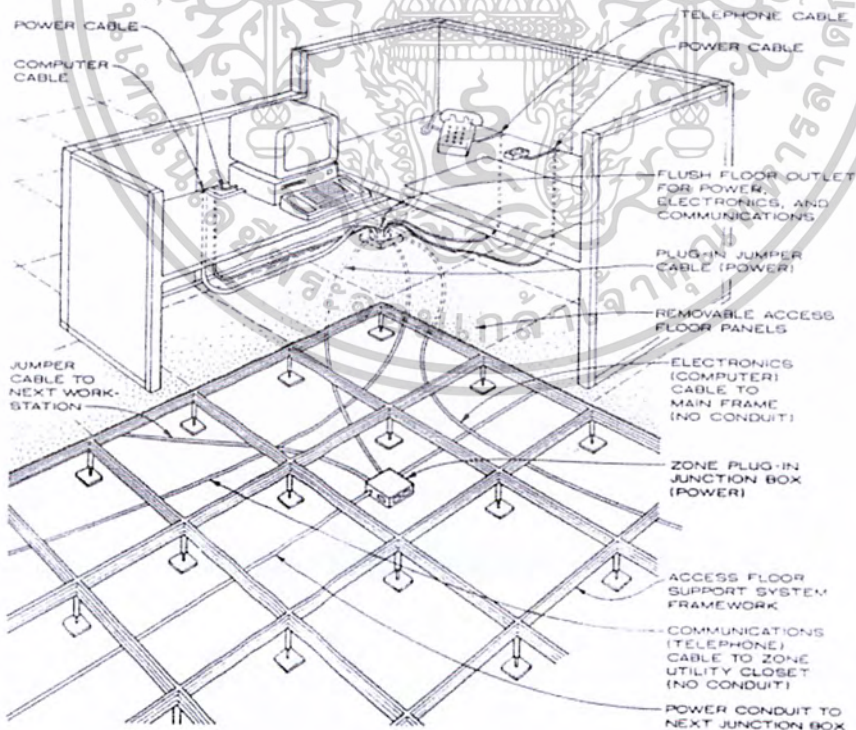 POWER CABLE
COMPUTER
CABLE
TELEPHONE CABLE
POWER CABLE
FLUSH FLOOR OUTLET
FOR POWER,
ELECTRONICS, AND
COMMUNICATIONS
PLUG-IN JUMPER
CABLE (POWER)
REMOVABLE ACCESS
FLOOR PANELS
JUMPER
CABLE TO
NEXT WORK-
STATION
ELECTRONICS
(COMPUTER)
CABLE TO
MAIN FRAME
(NO CONDUIT)
ZONE PLUG-IN
JUNCTION BOX
(POWER)
ACCESS FLOOR
SUPPORT SYSTEM
FRAMEWORK
COMMUNICATIONS
(TELEPHONE)
CABLE TO ZONE
UTILITY CLOSET
(NO CONDUIT)
POWER CONDUIT TO
NEXT JUNCTION BOX